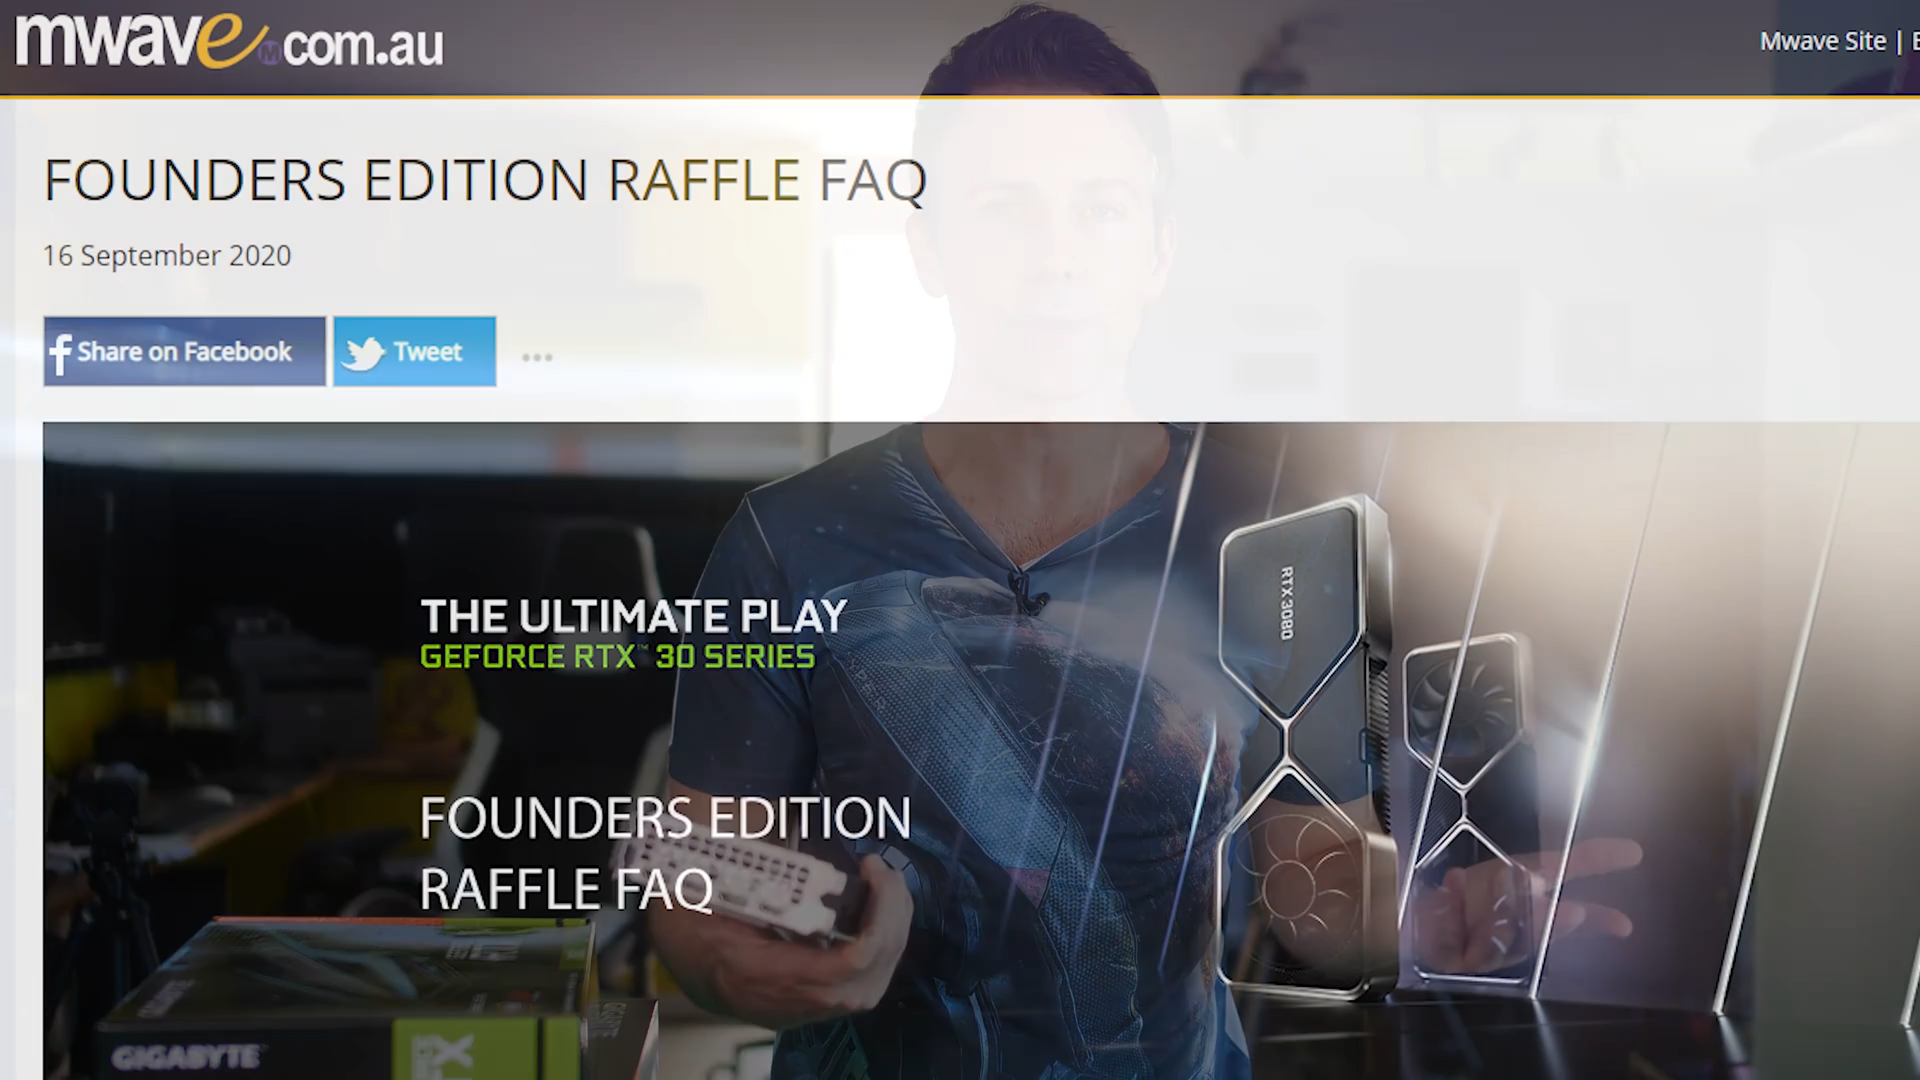 mwave.com.au
Mwave Site |
FOUNDERS EDITION RAFFLE FAQ
16 September 2020
f Share on Facebook
Tweet
...
THE ULTIMATE PLAY
GEFORCE RTX™ 30 SERIES
RTX 3080
FOUNDERS EDITION
RAFFLE FAQ
GIGABYTE